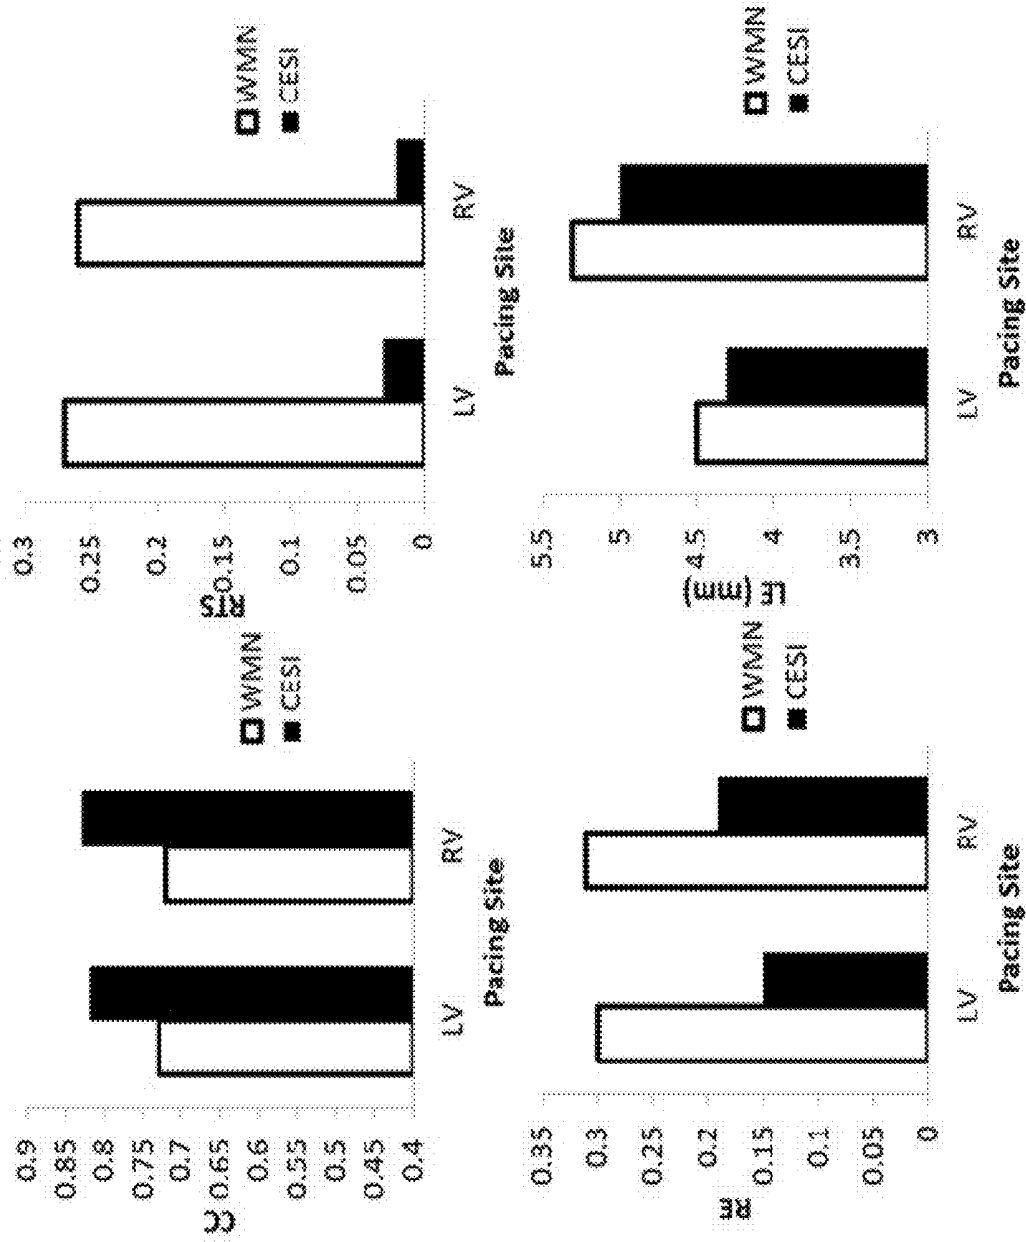 CC
0.9
0.85
0.8
0.75
0.7
0.65
0.6
0.55
0.5
0.45
0.4
LV
RV
Pacing Site
WMN
CESI
RTS
0.3
0.25
0.2
0.15
0.1
0.05
0
LV
RV
Pacing Site
WMN
CESI
RE
0.35
0.3
0.25
0.2
0.15
0.1
0.05
0
LV
RV
Pacing Site
WMN
CESI
LE (mm)
5.5
5
4.5
4
3.5
3
LV
RV
Pacing Site
WMN
CESI